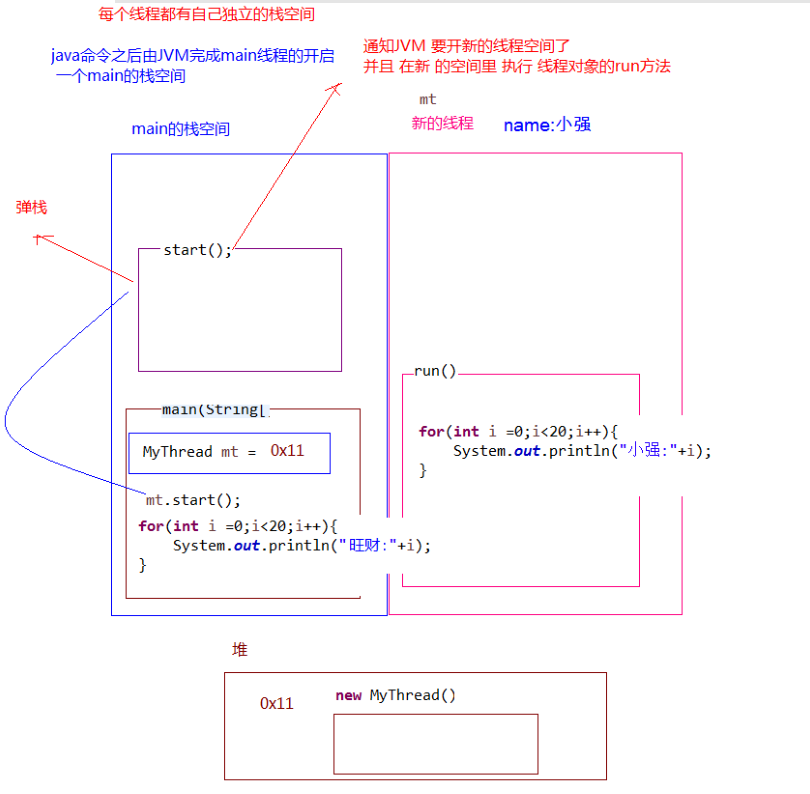 每个线程都有自己独立的栈空间
java命令之后由JVM完成main线程的开启
一个main的栈空间
通知JVM 要开新的线程空间了
并且 在新 的空间里 执行 线程对象的run方法
mt
新的线程
name:小强
main的栈空间
弹栈
start();
run()
for(int i =0;i<20;i++){
System.out.println("小强:"+i);
}
main(String[
MyThread mt = 0x11
mt.start();
for(int i =0;i<20;i++){
System.out.println("旺财:"+i);
}
堆
0x11
new MyThread()